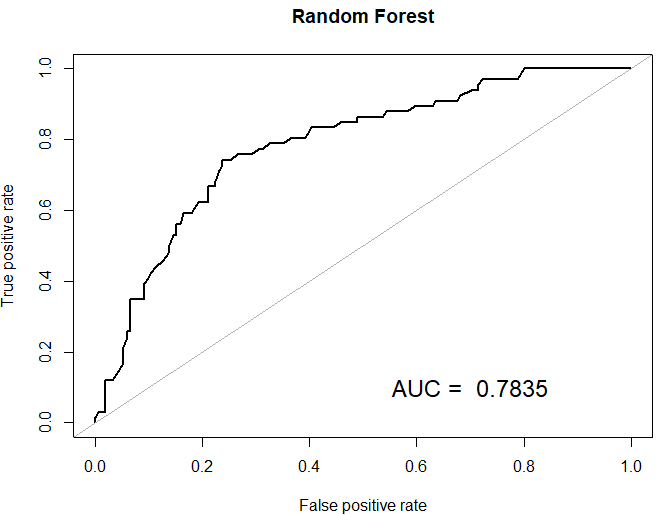 Random Forest
True positive rate
1.0
0.8
0.6
0.4
0.2
0.0
AUC =  0.7835
0.0 0.2 0.4 0.6 0.8 1.0
False positive rate